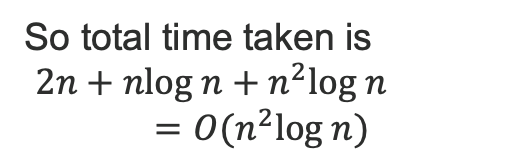 So total time taken is
2n + nlog n + n²log n
= O(n²log n)